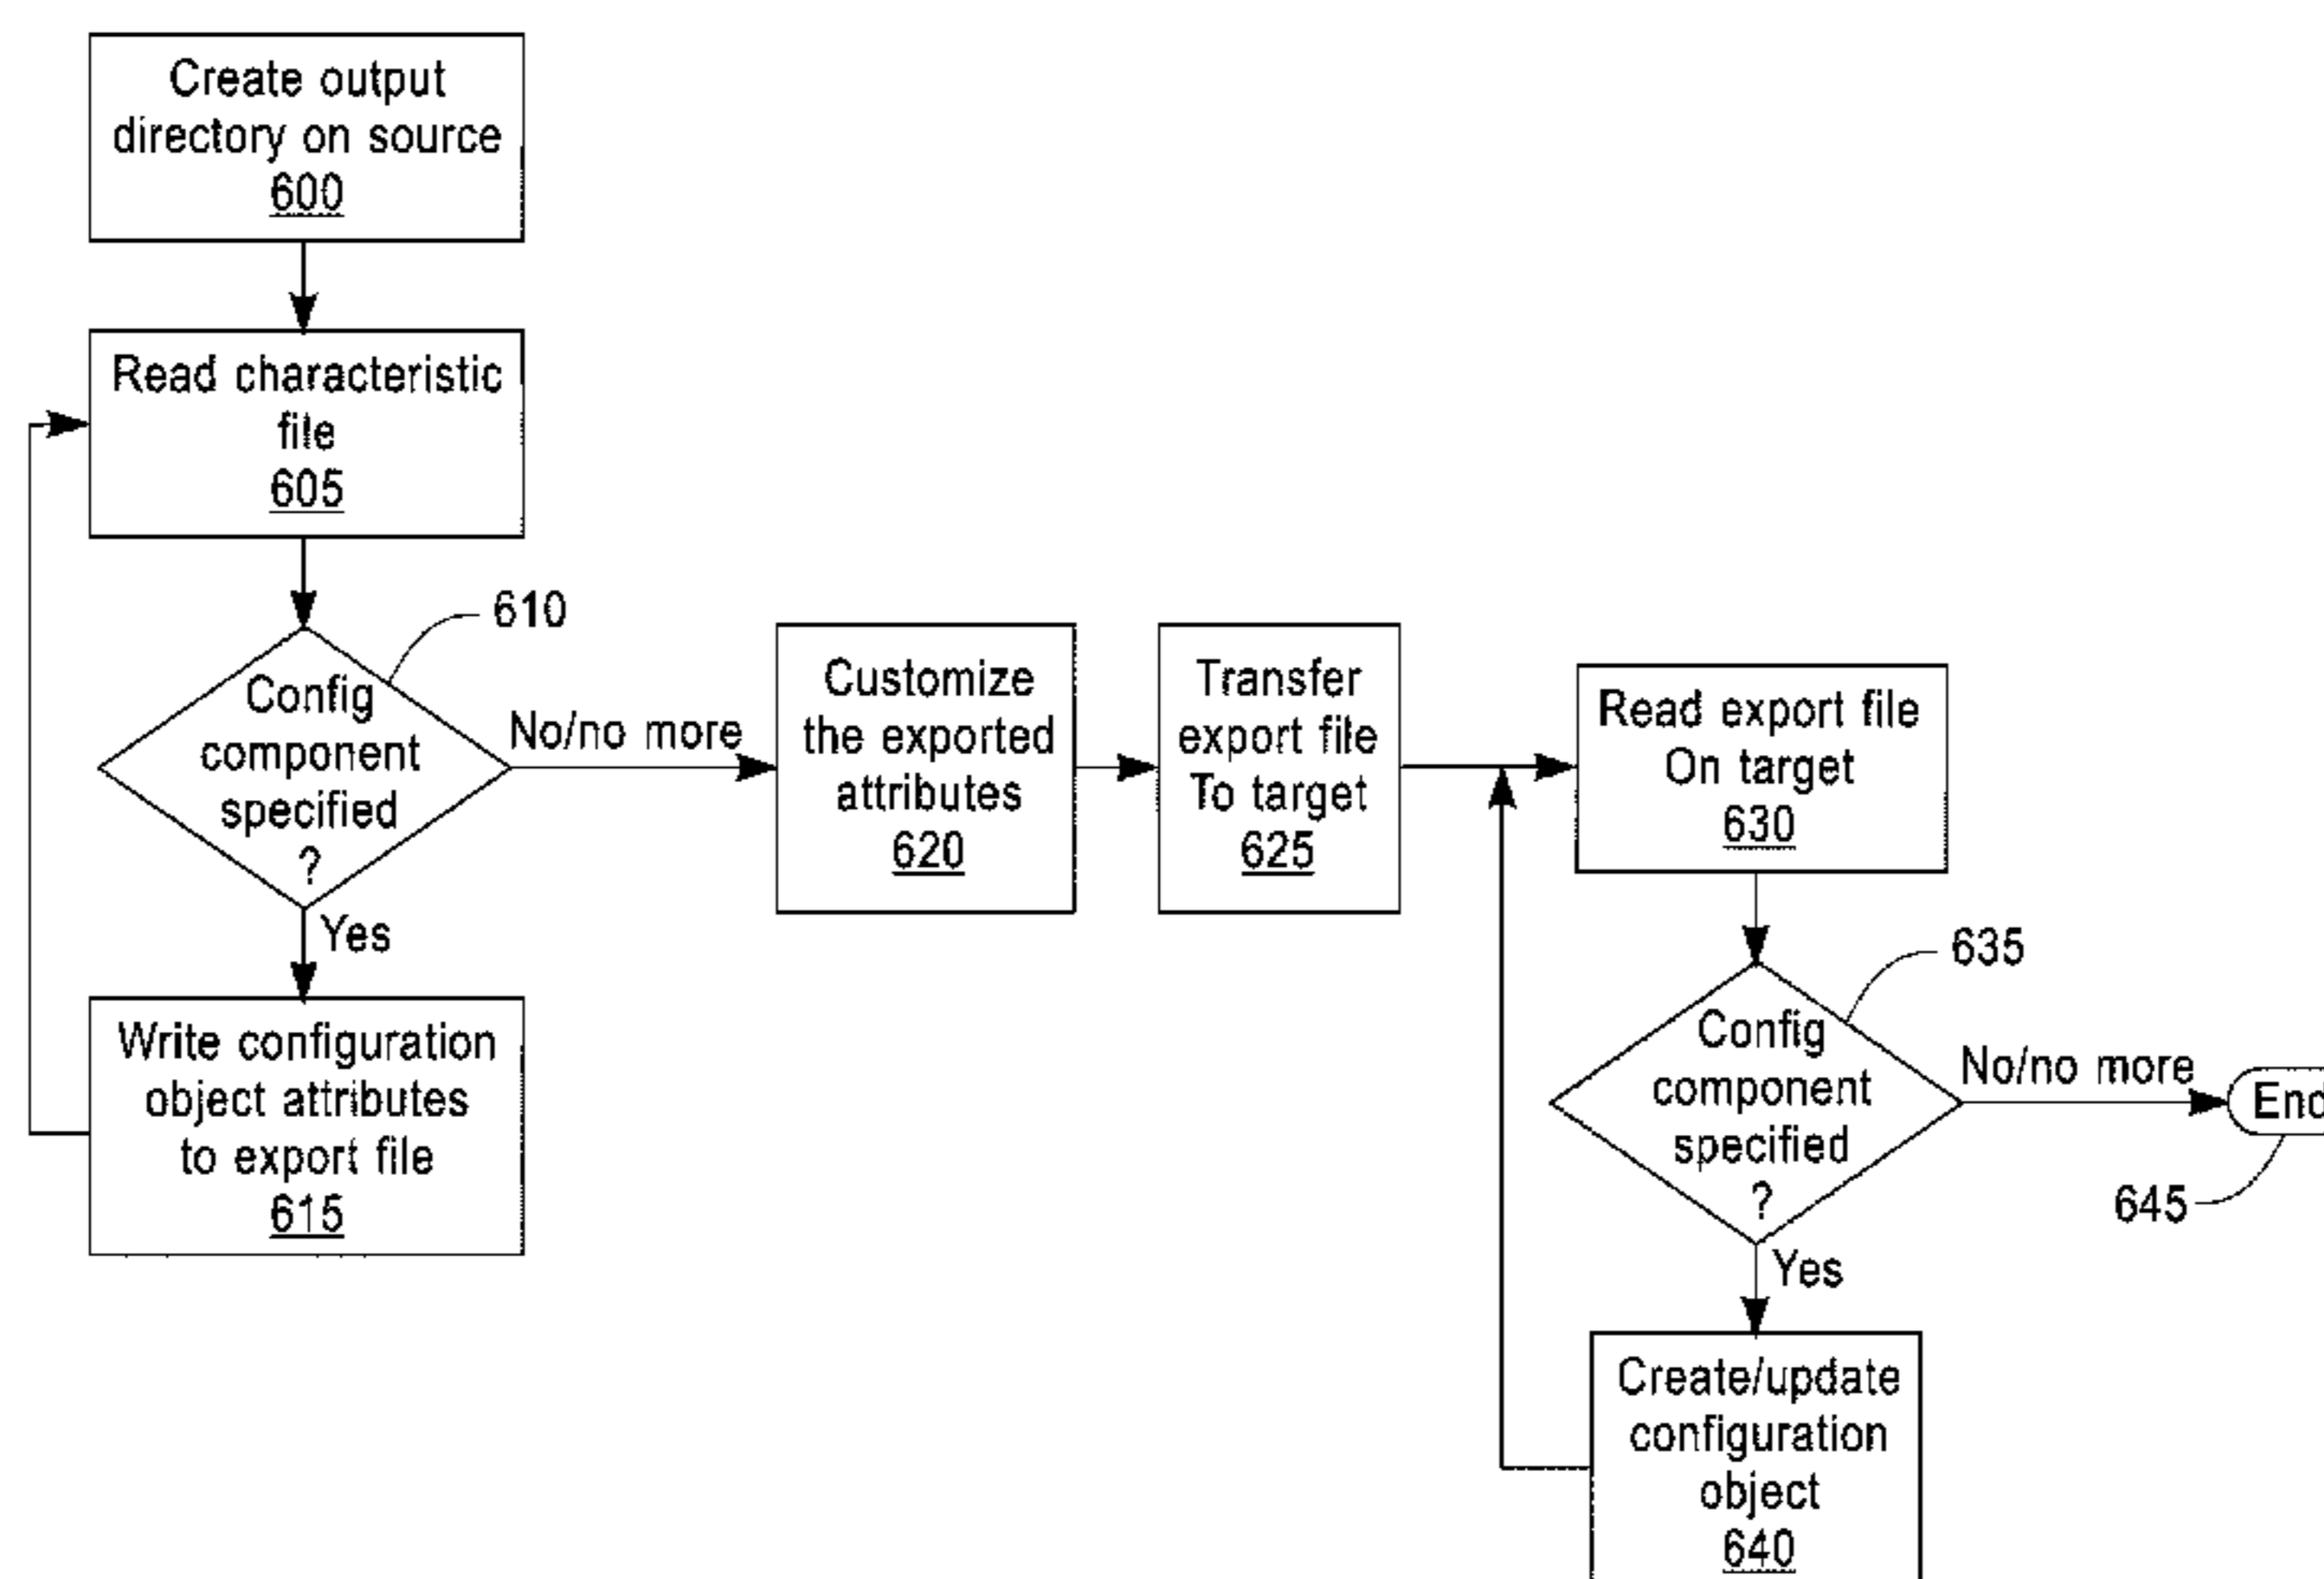 Create output
directory on source
600
Read characteristic
file
605
610
Config
component
specified
?
No/no more
Yes
Write configuration
object attributes
to export file
615
Customize
the exported
attributes
620
Transfer
export file
To target
625
Read export file
On target
630
635
Config
component
specified
?
No/no more
End
645
Yes
Create/update
configuration
object
640